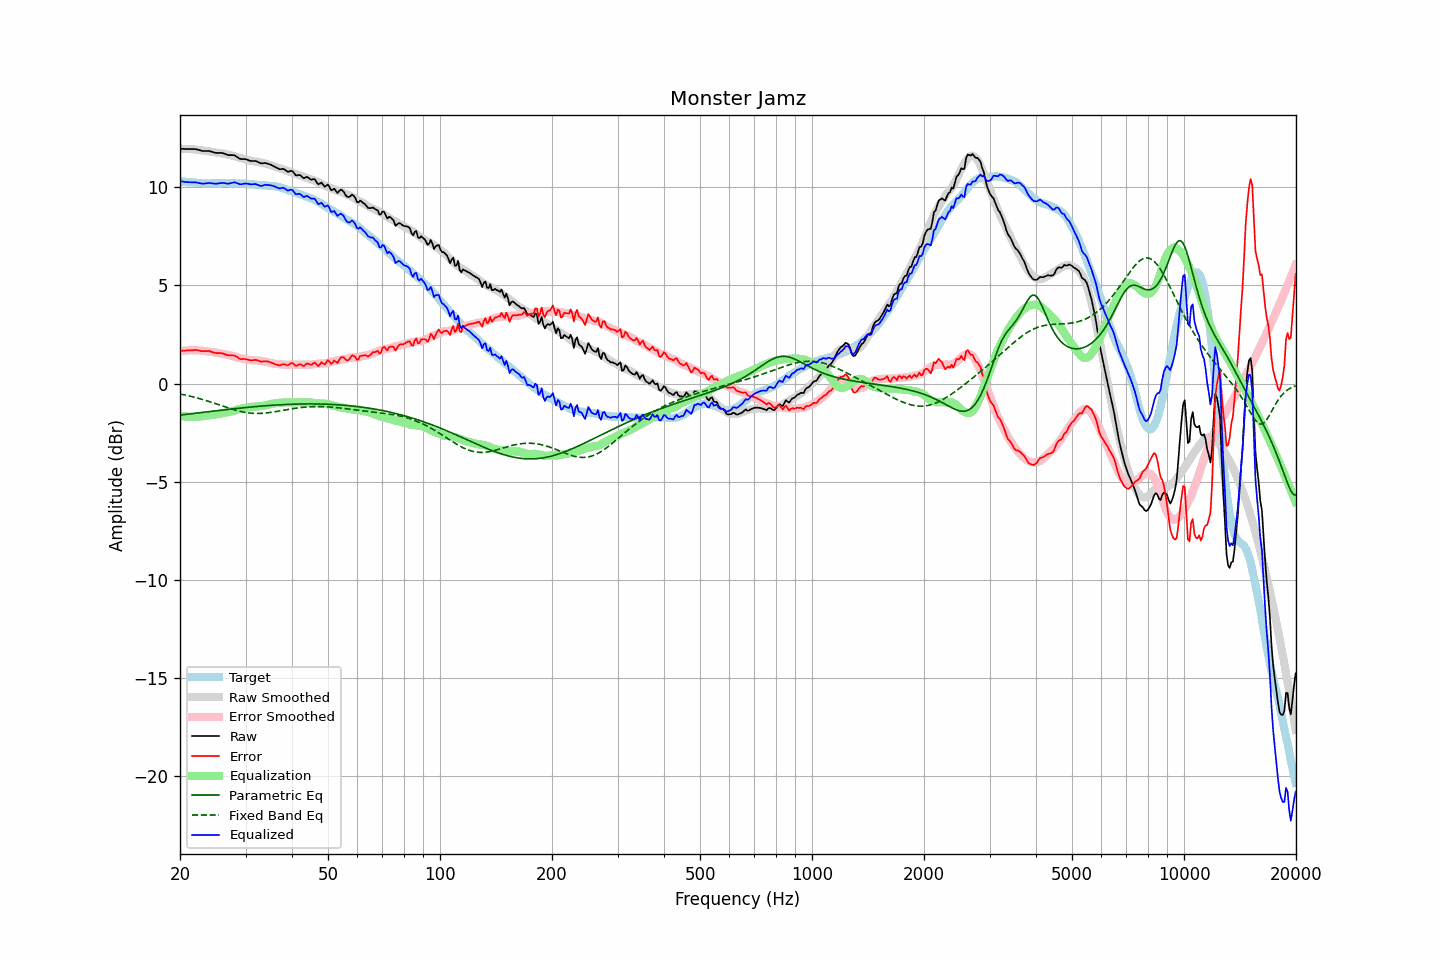 Monster Jamz
10
5
0
−5
−10
−15
−20
Amplitude (dBr)
Target
Raw Smoothed
Error Smoothed
Raw
Error
Equalization
Parametric Eq
Fixed Band Eq
Equalized
20 50 100 200 500 1000 2000 5000 10000 20000
Frequency (Hz)